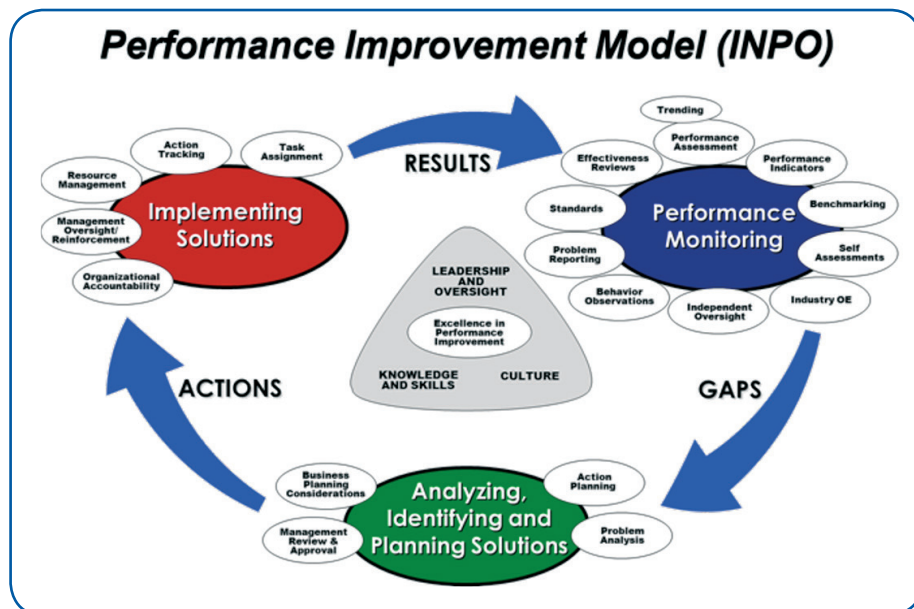 Performance Improvement Model (INPO)
Trending
Performance
Assessment
Action
Tracking
Task
Assignment
RESULTS
Effectiveness
Reviews
Performance
Indicators
Resource
Management
Implementing
Solutions
Standards
Performance
Monitoring
Benchmarking
Management
Oversight/
Reinforcement
Problem
Reporting
Self
Assessments
Organizational
Accountability
LEADERSHIP
AND
OVERSIGHT
Behavior
Observations
Independent
Oversight
Industry OE
Excellence in
Performance
Improvement
KNOWLEDGE
AND SKILLS
CULTURE
ACTIONS
GAPS
Business
Planning
Considerations
Analyzing,
Identifying and
Planning Solutions
Action
Planning
Management
Review &
Approval
Problem
Analysis